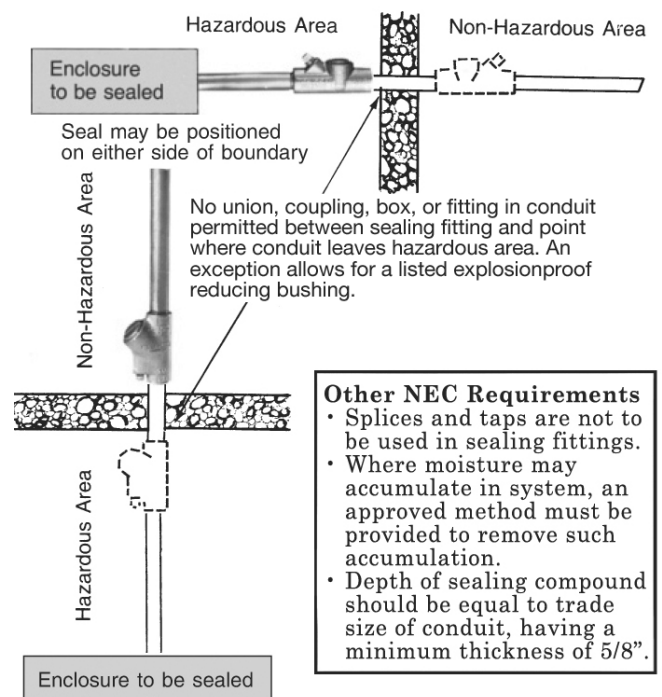 Hazardous Area
Non-Hazardous Area
Enclosure
to be sealed
Seal may be positioned
on either side of boundary
Non-Hazardous Area
No union, coupling, box, or fitting in conduit
permitted between sealing fitting and point
where conduit leaves hazardous area. An
exception allows for a listed explosionproof
reducing bushing.
Hazardous Area
Enclosure to be sealed
Other NEC Requirements
• Splices and taps are not to
be used in sealing fittings.
• Where moisture may
accumulate in system, an
approved method must be
provided to remove such
accumulation.
• Depth of sealing compound
should be equal to trade
size of conduit, having a
minimum thickness of 5/8”.